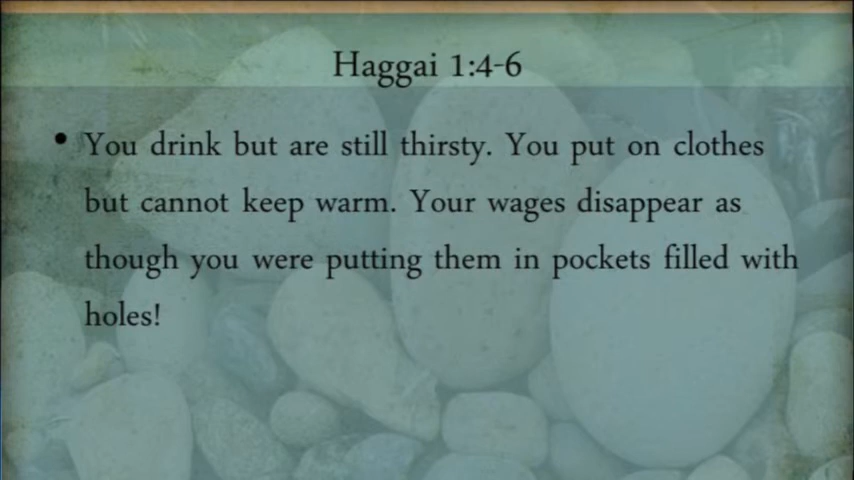 Haggai 1:4-6
• You drink but are still thirsty. You put on clothes
but cannot keep warm. Your wages disappear as
though you were putting them in pockets filled with
holes!